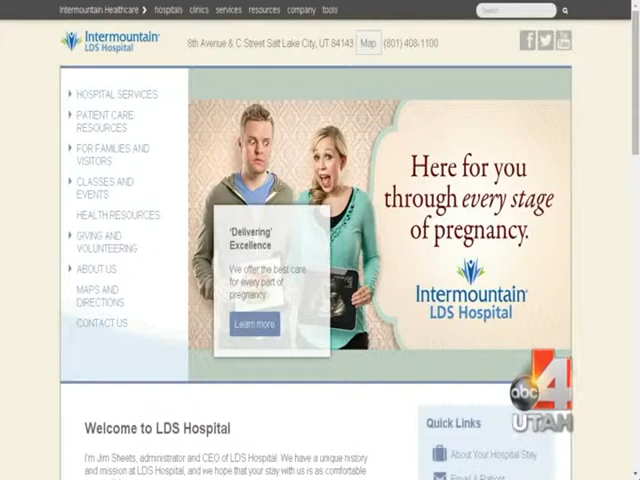 Intermountain Healthcare hospitals clinics services resources company tools Search
Intermountain
LDS Hospital
8th Avenue & C Street Salt Lake City, UT 84143 Map (801) 408-1100
HOSPITAL SERVICES
PATIENT CARE
RESOURCES
FOR FAMILIES AND
VISITORS
CLASSES AND
EVENTS
HEALTH RESOURCES
GIVING AND
VOLUNTEERING
ABOUT US
MAPS AND
DIRECTIONS
CONTACT US
'Delivering'
Excellence
We offer the best care
for every part of
pregnancy.
Learn more
Here for you
through every stage
of pregnancy.
Intermountain
LDS Hospital
abc 4
UTAH
Welcome to LDS Hospital
I'm Jim Sheets, administrator and CEO of LDS Hospital. We have a unique history
and mission at LDS Hospital, and we hope that your stay with us is as comfortable
Quick Links
About Your Hospital Stay
Email A Patient